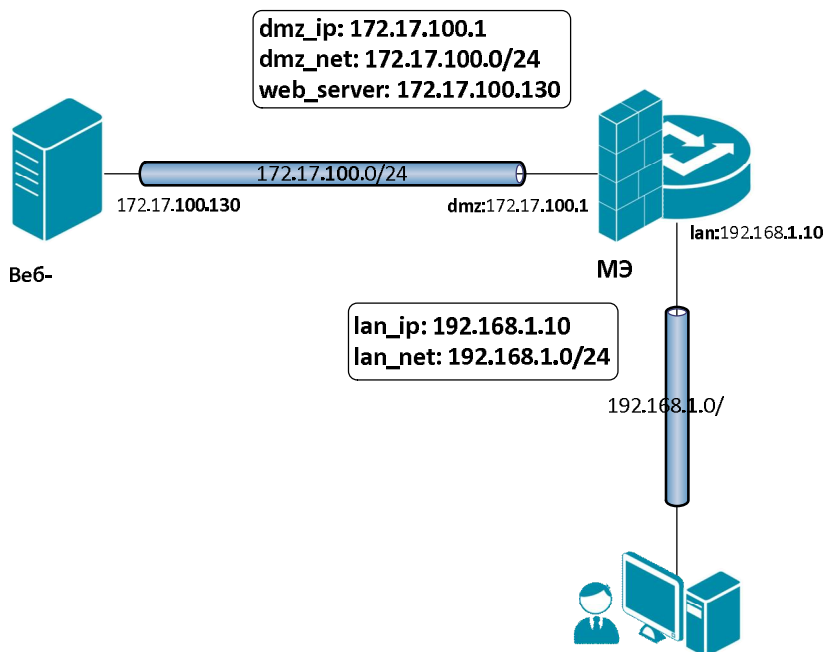 dmz_ip: 172.17.100.1
dmz_net: 172.17.100.0/24
web_server: 172.17.100.130
172.17.100.0/24
172.17.100.130
dmz:172.17.100.1
lan:192.168.1.10
Веб-
МЭ
lan_ip: 192.168.1.10
lan_net: 192.168.1.0/24
192.168.1.0/